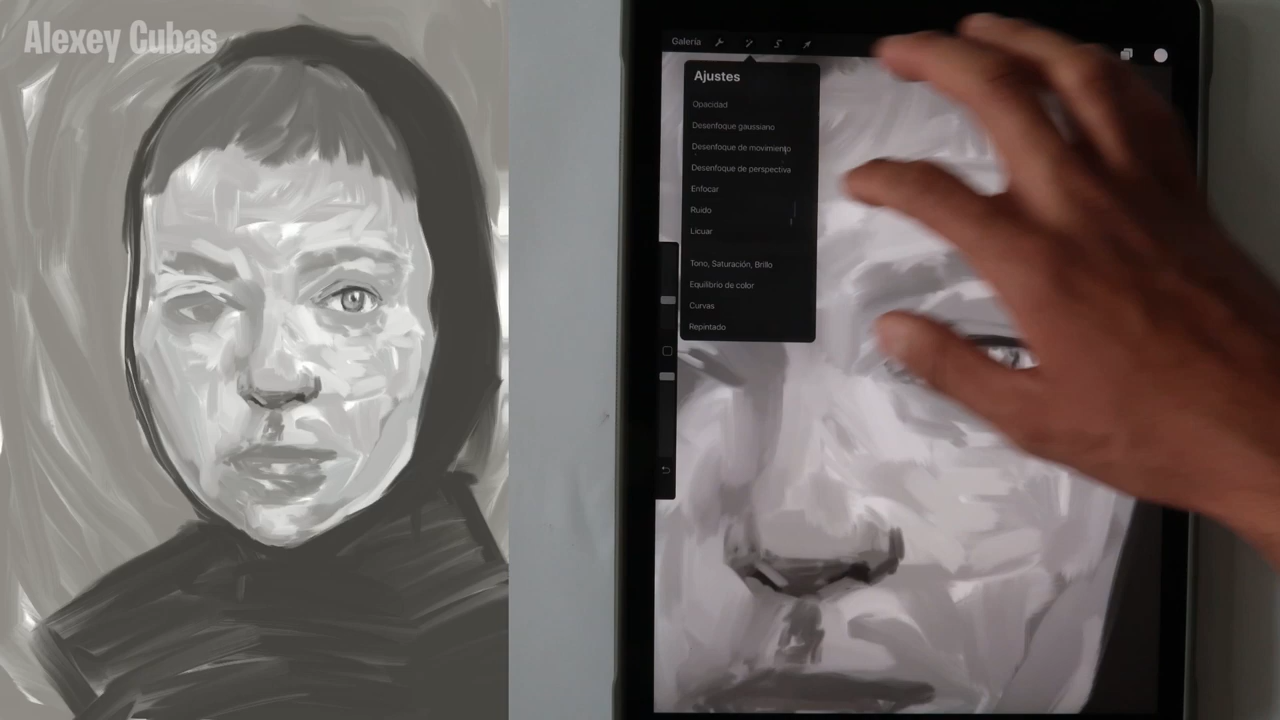 Alexey Cubas
Galería
Ajustes
Opacidad
Desenfoque gaussiano
Desenfoque de movimiento
Desenfoque de perspectiva
Enfocar
Ruido
Licuar
Tono, Saturación, Brillo
Equilibrio de color
Curvas
Repintado